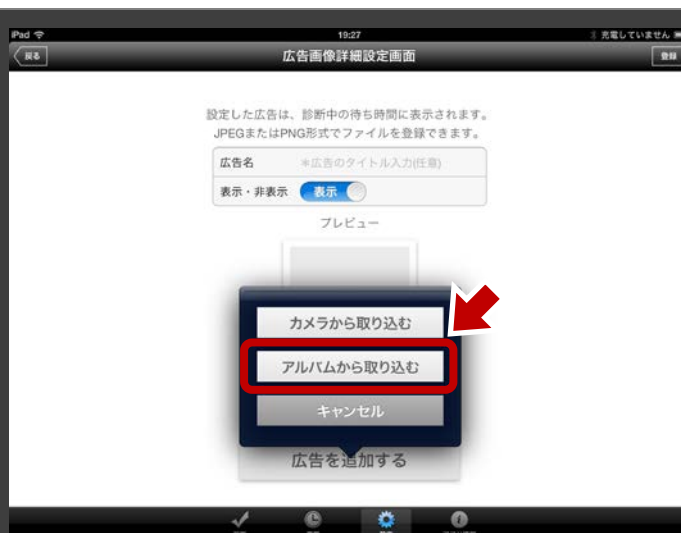 iPad
19:27
充電していません
戻る
広告画像詳細設定画面
登録
設定した広告は、診断中の待ち時間に表示されます。
JPEGまたはPNG形式でファイルを登録できます。
広告名
*広告のタイトル入力(任意)
表示・非表示
表示
プレビュー
カメラから取り込む
アルバムから取り込む
キャンセル
広告を追加する